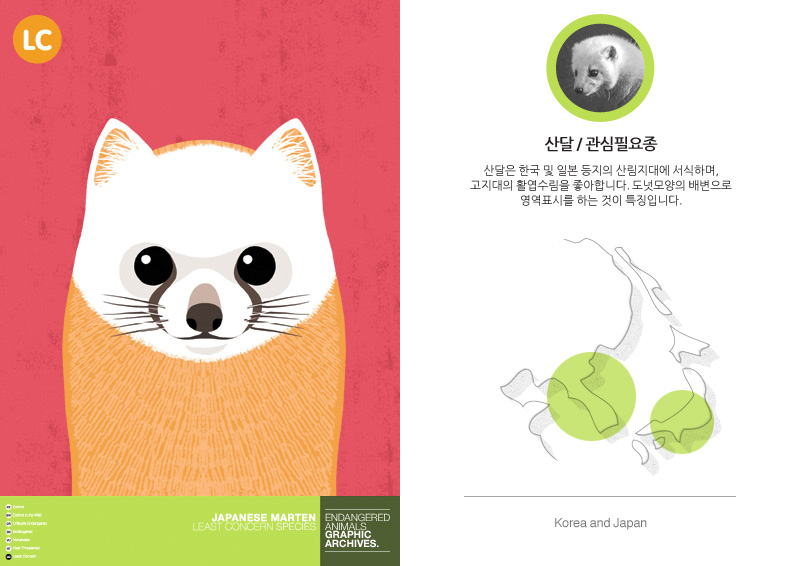 LC
JAPANESE MARTEN
LEAST CONCERN SPECIES
ENDANGERED
ANIMALS
GRAPHIC
ARCHIVES.
산달 / 관심필요종
산달은 한국 및 일본 등지의 산림지대에 서식하며,
고지대의 활엽수림을 좋아합니다. 도넛모양의 배변으로
영역표시를 하는 것이 특징입니다.
Korea and Japan